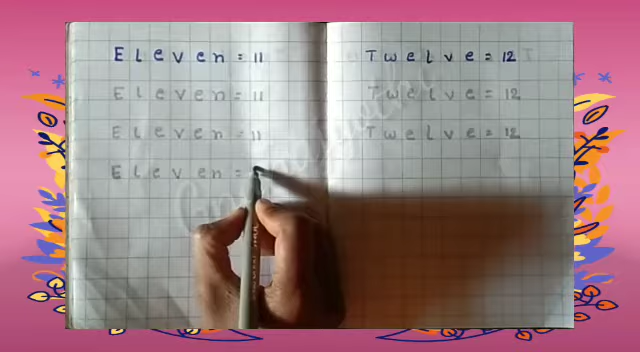 Eleven = 11
Eleven = 11
Eleven = 11
Eleven =
Twelve = 12
Twelve = 12
Twelve = 12